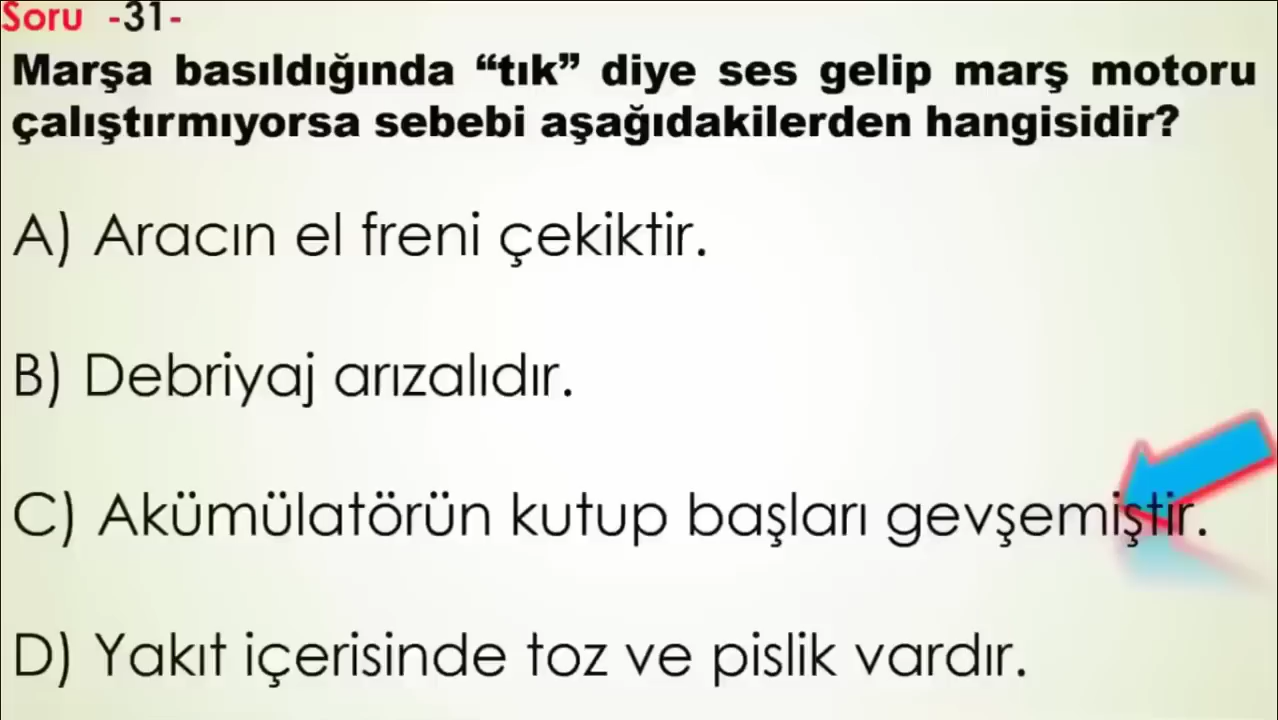 Soru -31-
Marşa basıldığında “tık” diye ses gelip marş motoru
çalıştırmıyorsa sebebi aşağıdakilerden hangisidir?
A) Aracın el freni çekiktir.
B) Debriyaj arızalıdır.
C) Akümülatörün kutup başları gevşemiştir.
D) Yakıt içerisinde toz ve pislik vardır.